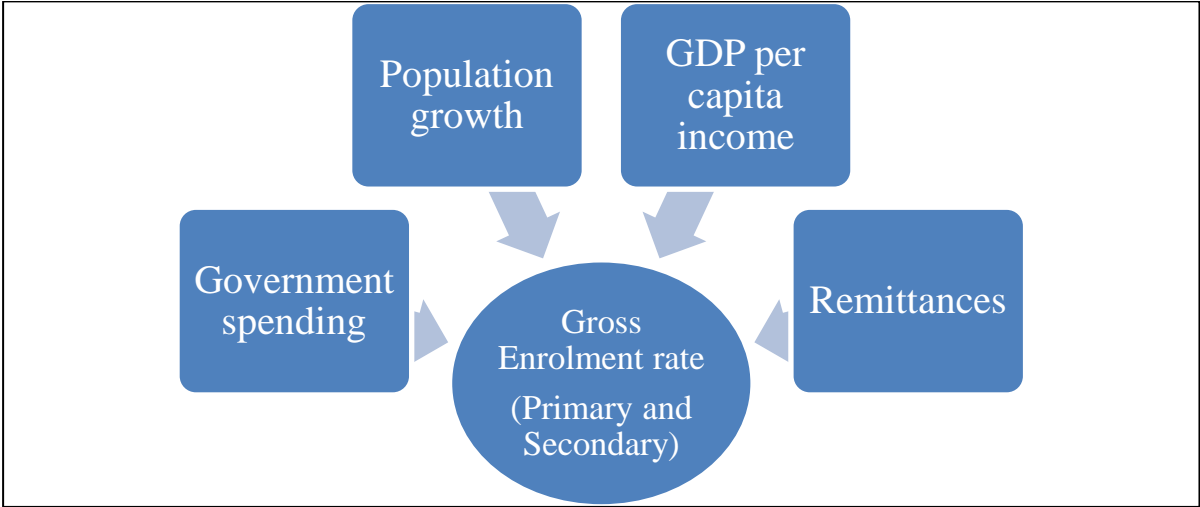 Population
growth
GDP per
capita
income
Government
spending
Remittances
Gross
Enrolment rate
(Primary and
Secondary)